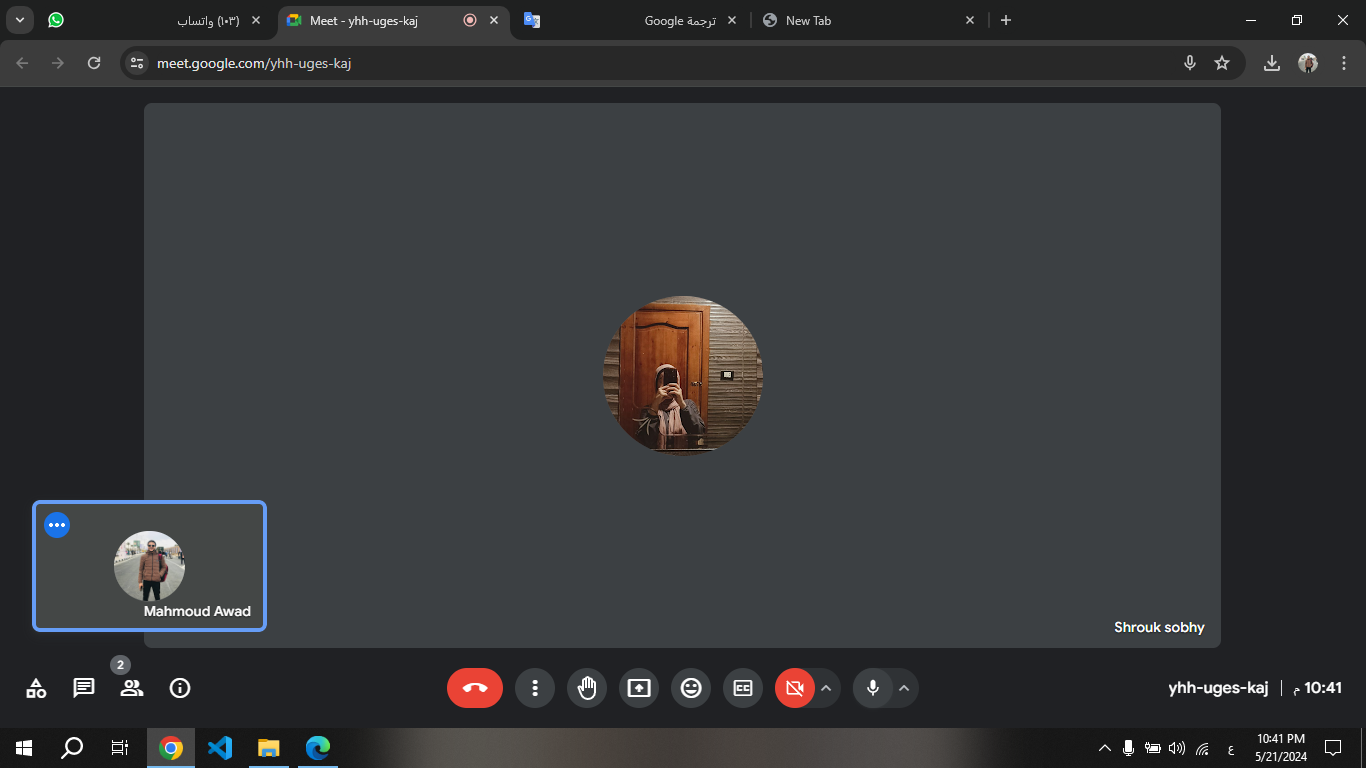 (١٠٣) واتساب
Meet - yhh-uges-kaj
ترجمة Google
New Tab
meet.google.com/yhh-uges-kaj
Mahmoud Awad
Shrouk sobhy
2
CC
yhh-uges-kaj
10:41 م
ع
10:41 PM
5/21/2024